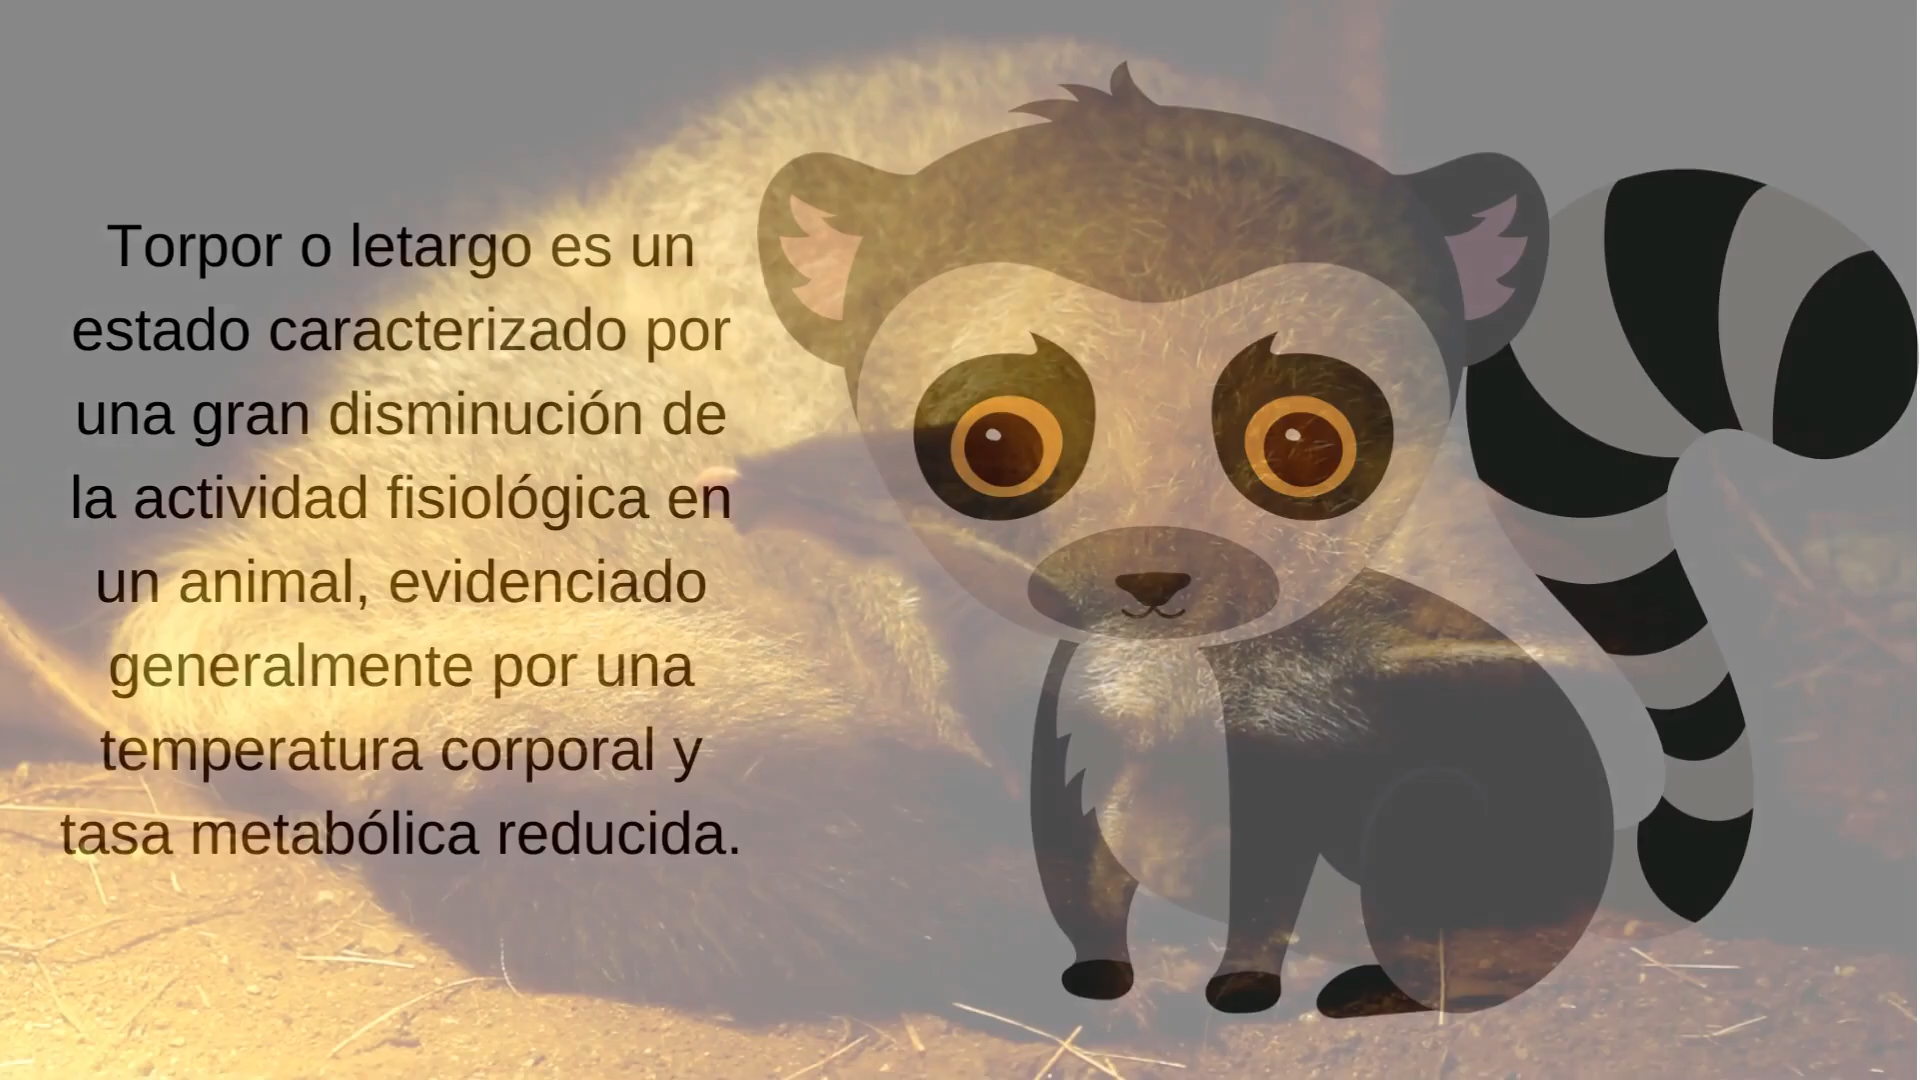 Torpor o letargo es un
estado caracterizado por
una gran disminución de
la actividad fisiológica en
un animal, evidenciado
generalmente por una
temperatura corporal y
tasa metabólica reducida.